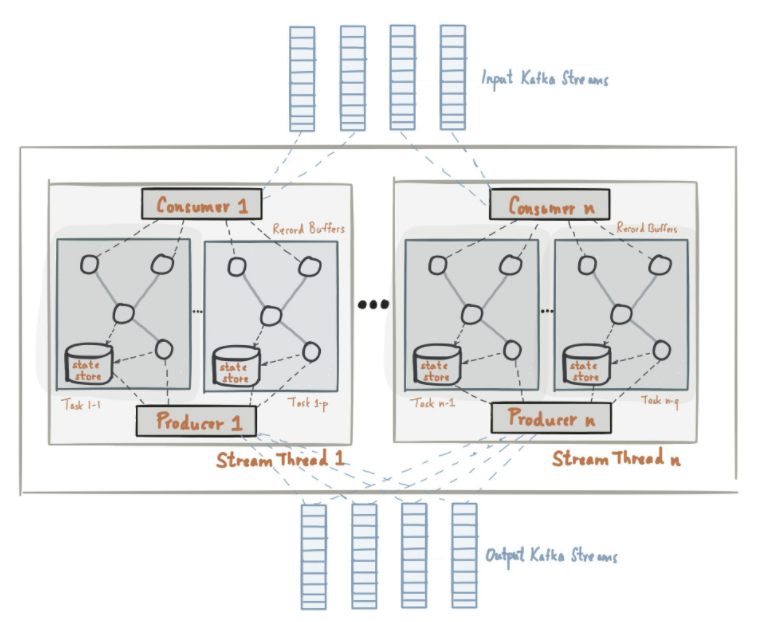 Input Kafka Streams
Consumer 1
Consumer n
Record Buffers
Record Buffers
...
...
...
state
store
state
store
state
store
state
store
Task 1-1
Task 1-p
Task n-1
Task n-q
Producer 1
Producer n
Stream Thread 1
Stream Thread n
Output Kafka Streams